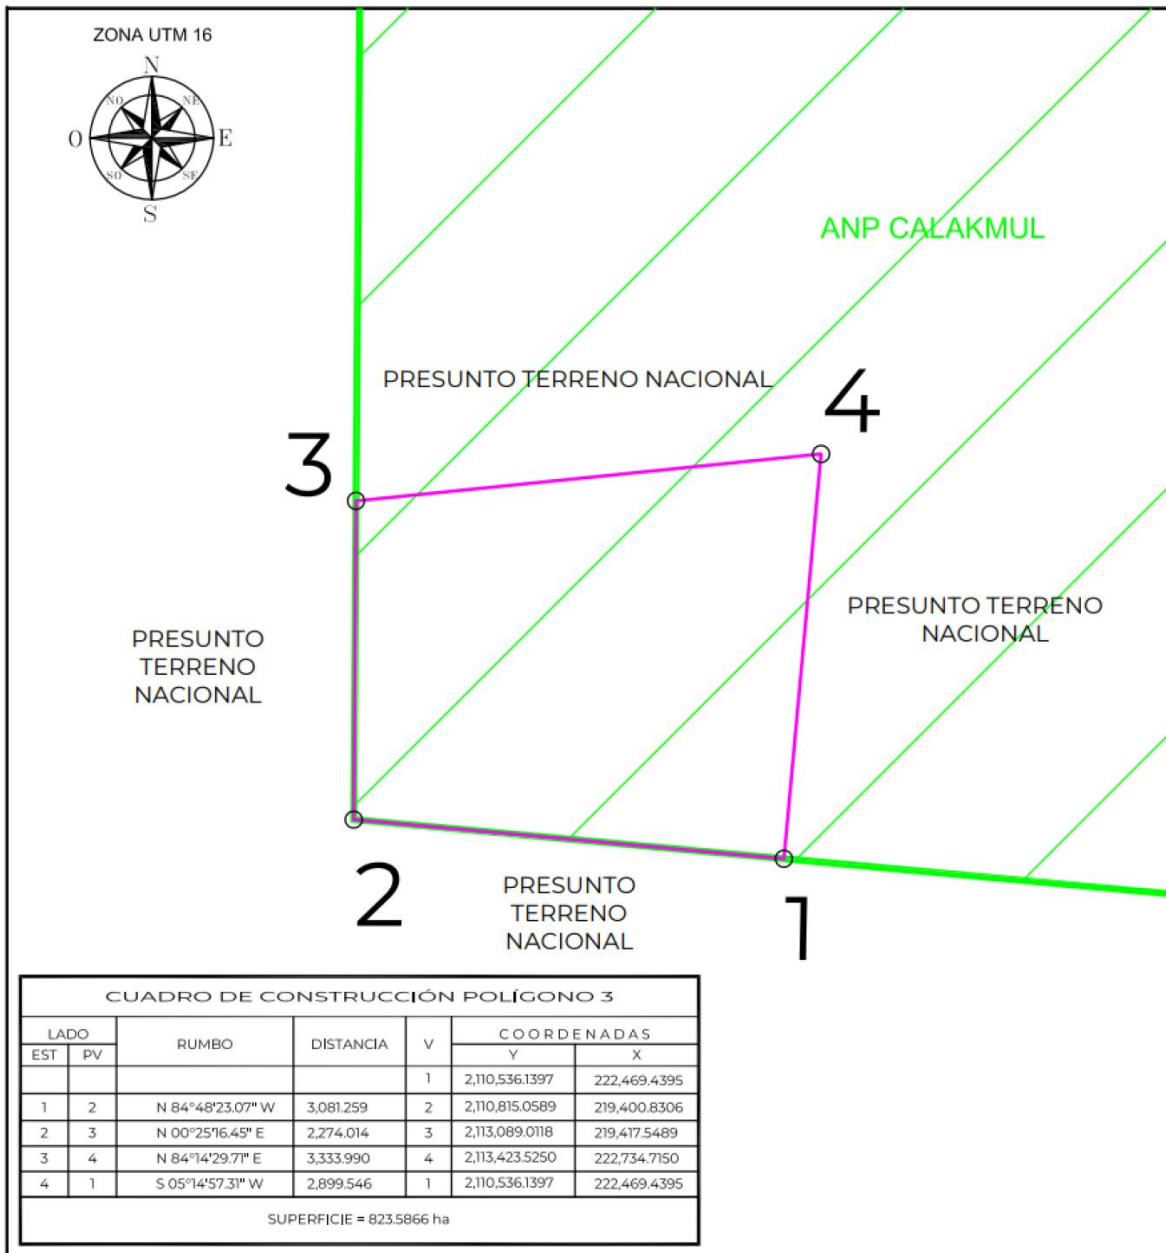 ZONA UTM 16
N
NO
NE
O
E
SO
SE
S
ANP CALAKMUL
PRESUNTO TERRENO NACIONAL
4
3
PRESUNTO TERRENO
NACIONAL
PRESUNTO
TERRENO
NACIONAL
2
PRESUNTO
TERRENO
NACIONAL
1
CUADRO DE CONSTRUCCIÓN POLÍGONO 3
LADO RUMBO DISTANCIA V COORDENADAS
EST PV Y X
1 2,110,536.1397 222,469.4395
1 2 N 84°48'23.07" W 3,081.259 2 2,110,815.0589 219,400.8306
2 3 N 00°25'16.45" E 2,274.014 3 2,113,089.0118 219,417.5489
3 4 N 84°14'29.71" E 3,333.990 4 2,113,423.5250 222,734.7150
4 1 S 05°14'57.31" W 2,899.546 1 2,110,536.1397 222,469.4395
SUPERFICIE = 823.5866 ha